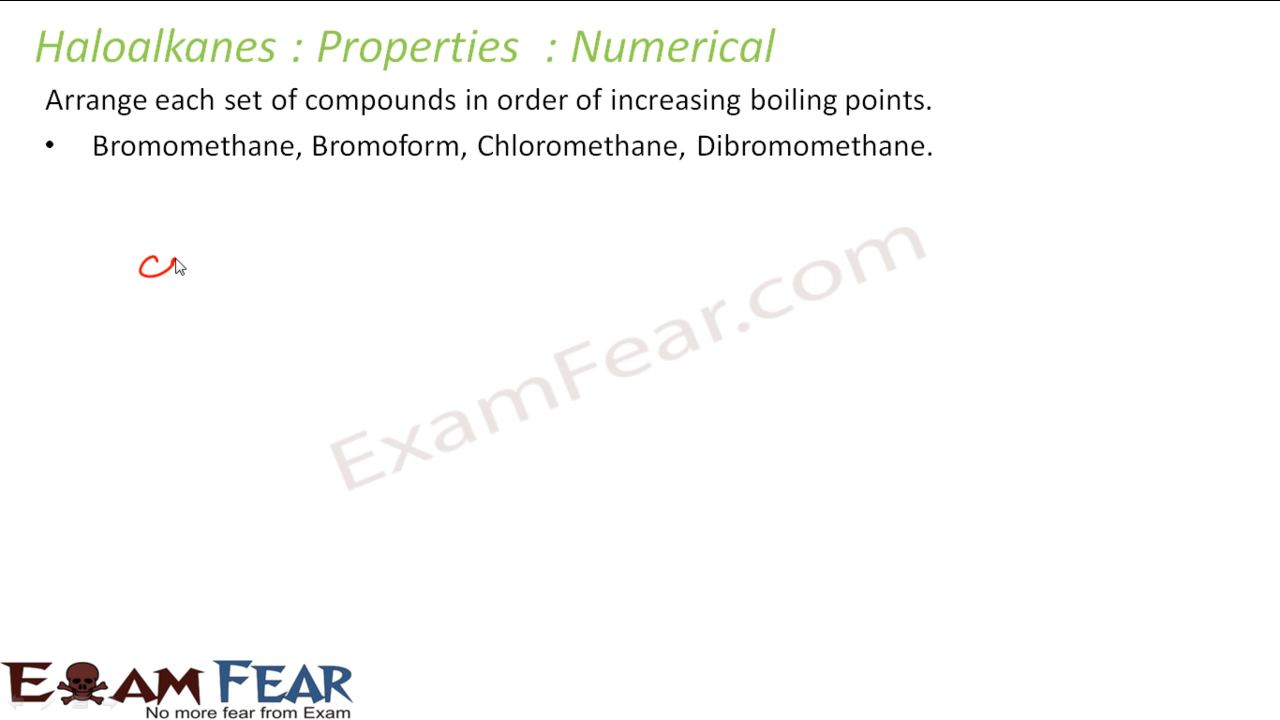 Haloalkanes : Properties : Numerical
Arrange each set of compounds in order of increasing boiling points.
• Bromomethane, Bromoform, Chloromethane, Dibromomethane.
ExamFear.com
EXAM FEAR
No more fear from Exam